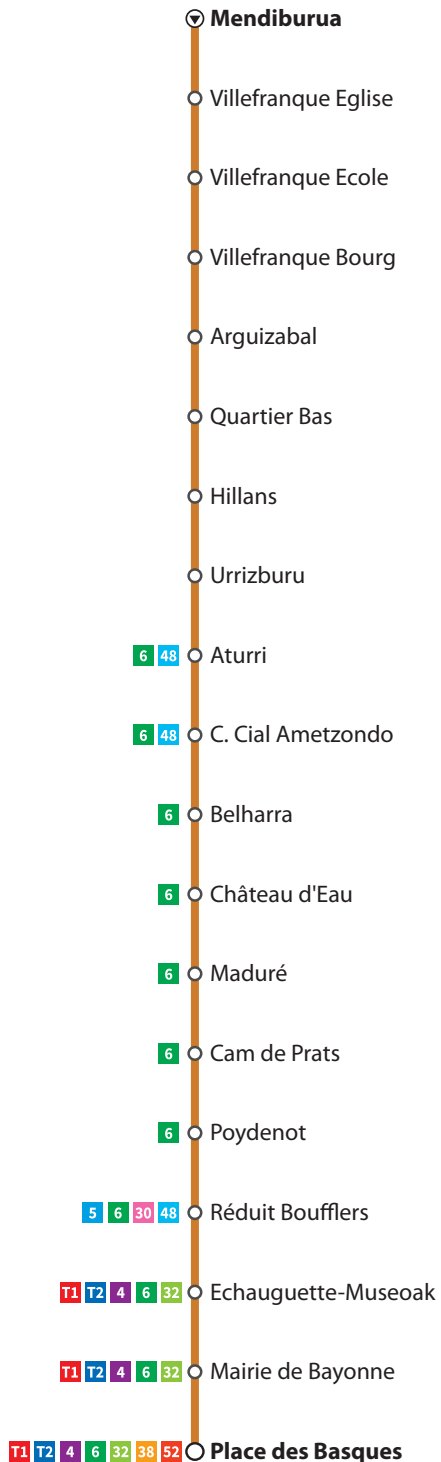 Mendiburua
Villefranque Eglise
Villefranque Ecole
Villefranque Bourg
Arguizabal
Quartier Bas
Hillans
Urrizburu
6 48 Aturri
6 48 C. Cial Ametzondo
6 Belharra
6 Château d'Eau
6 Maduré
6 Cam de Prats
6 Poydenot
5 6 30 48 Réduit Boufflers
T1 T2 4 6 32 Echauguette-Museoak
T1 T2 4 6 32 Mairie de Bayonne
T1 T2 4 6 32 38 52 Place des Basques